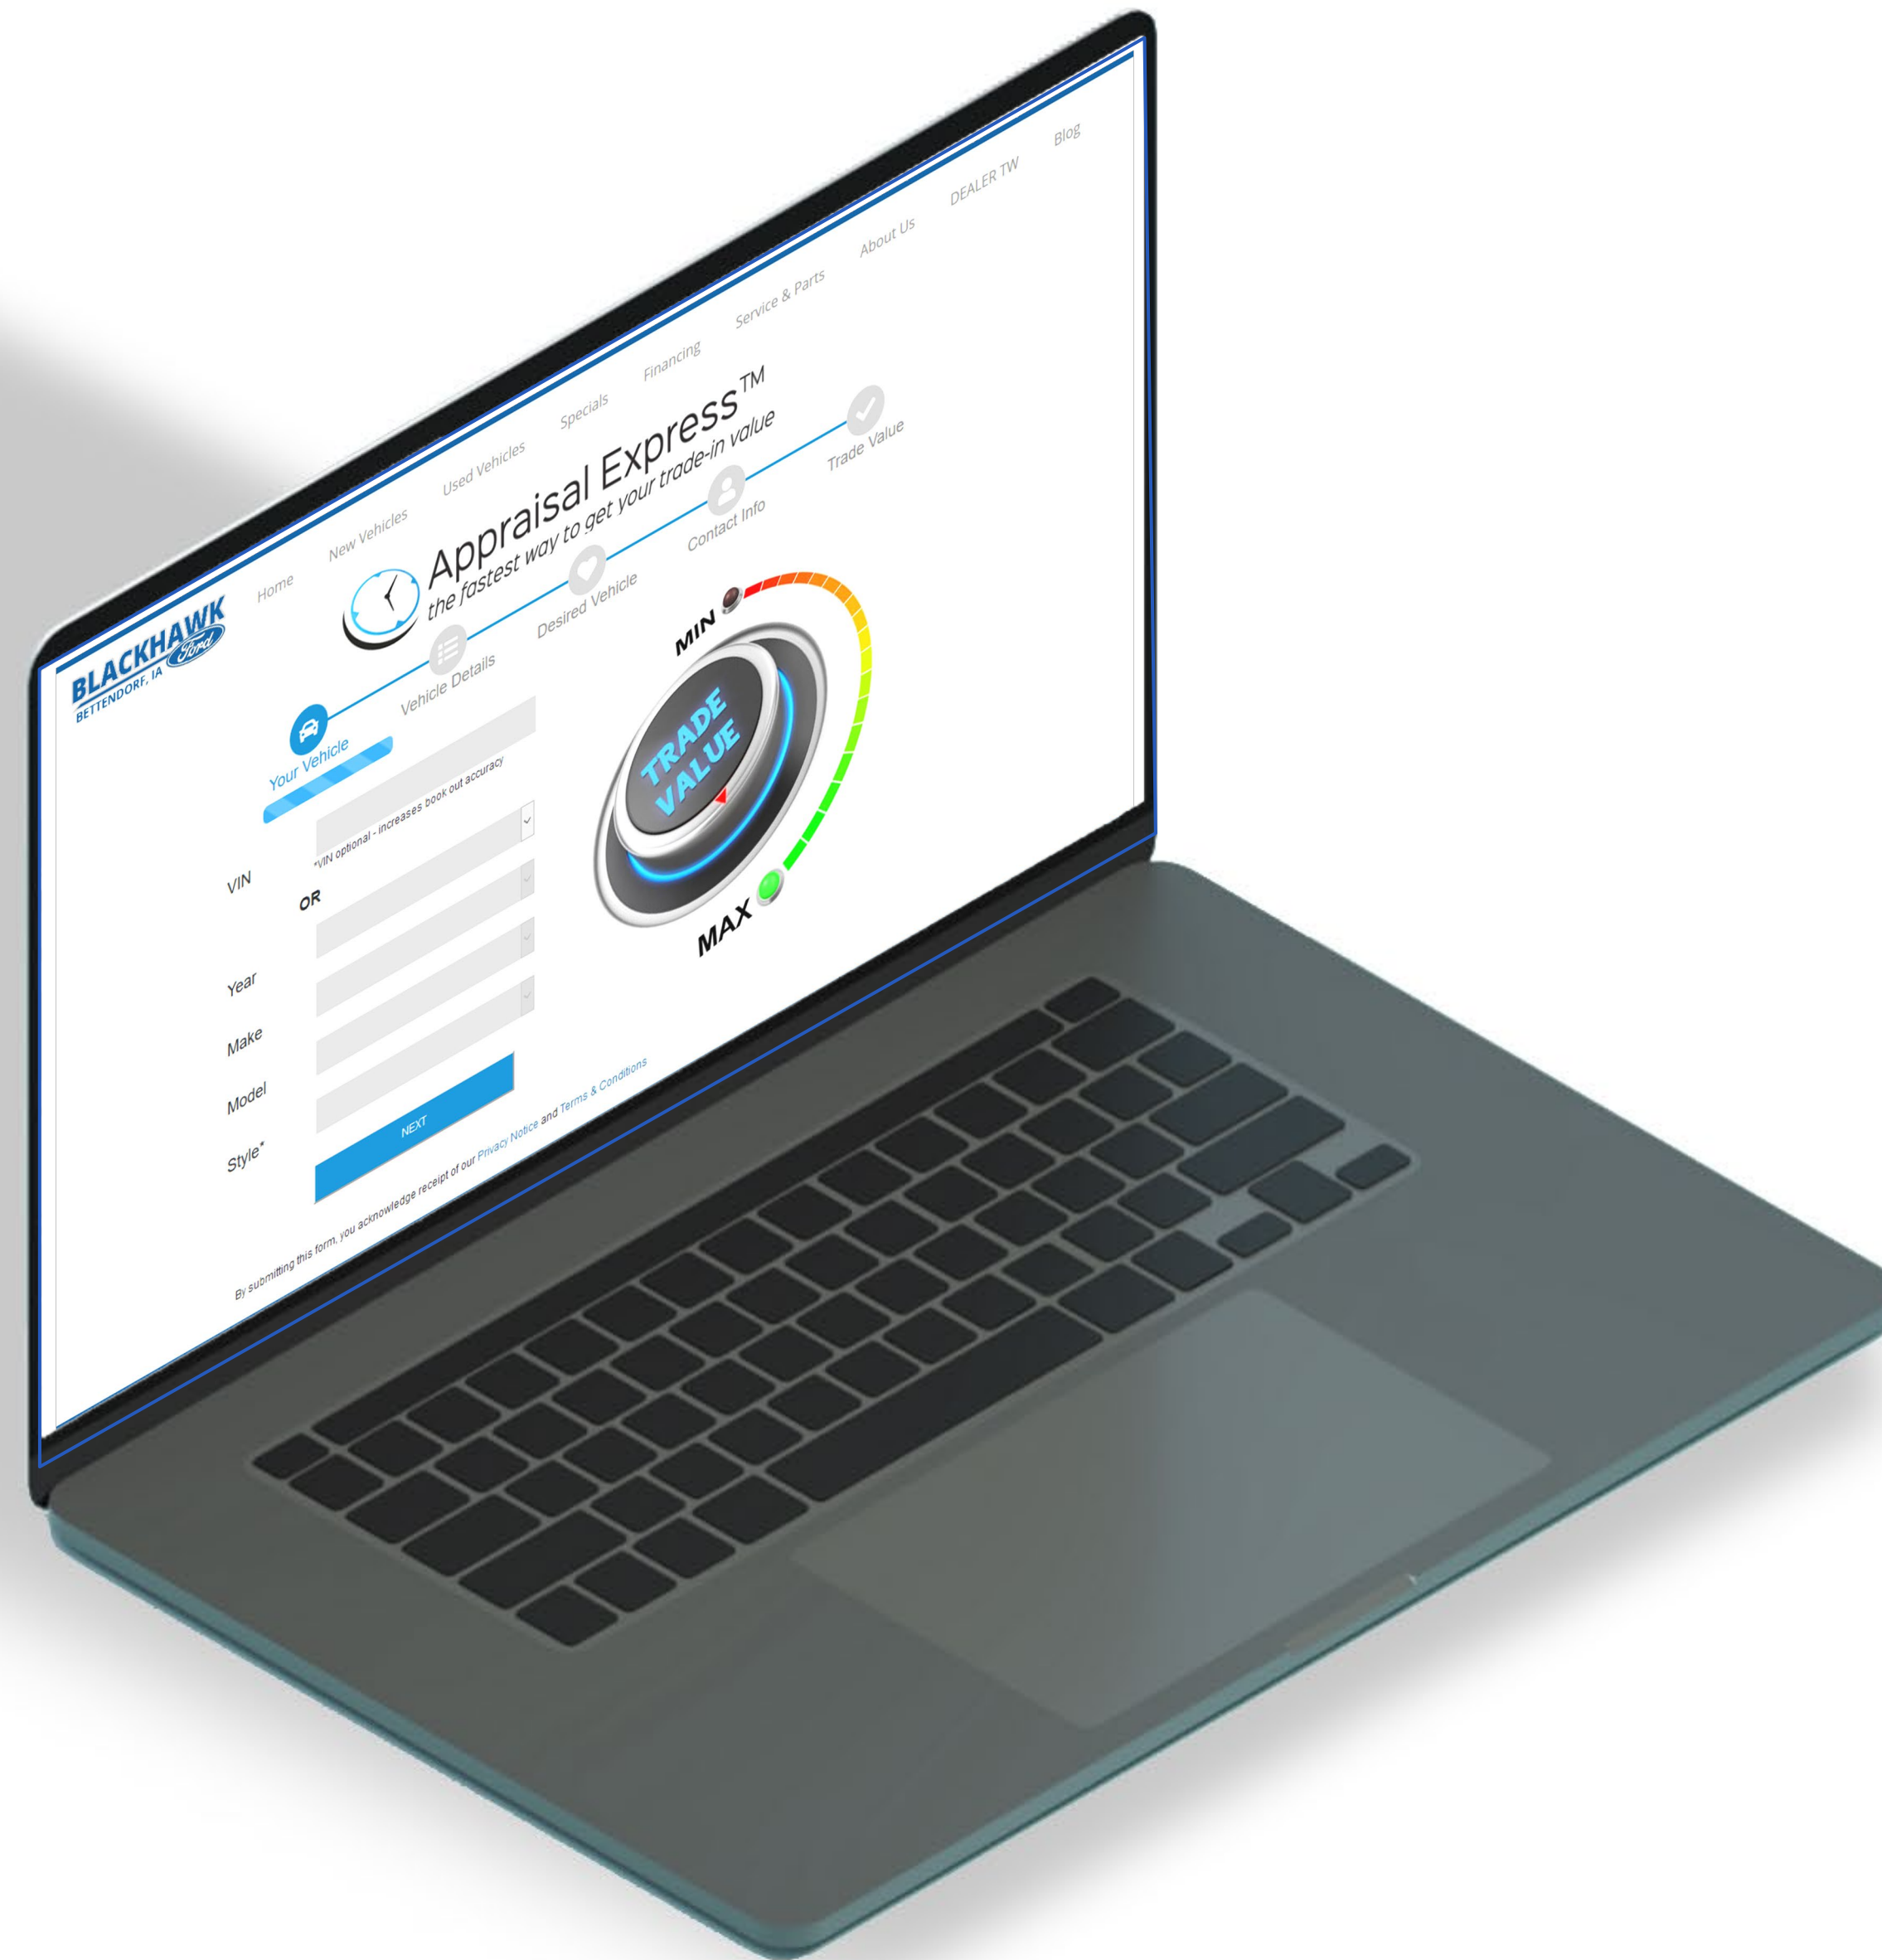 BLACKHAWK
Ford
BETTENDORF, IA
Home
New Vehicles
Used Vehicles
Specials
Financing
Service & Parts
About Us
DEALER TW
Blog
Appraisal Express™
the fastest way to get your trade-in value
Your Vehicle
Vehicle Details
Desired Vehicle
Contact Info
Trade Value
VIN
*VIN optional - increases book out accuracy
OR
Year
Make
Model
Style*
NEXT
MIN
TRADE
VALUE
MAX
By submitting this form, you acknowledge receipt of our Privacy Notice and Terms & Conditions